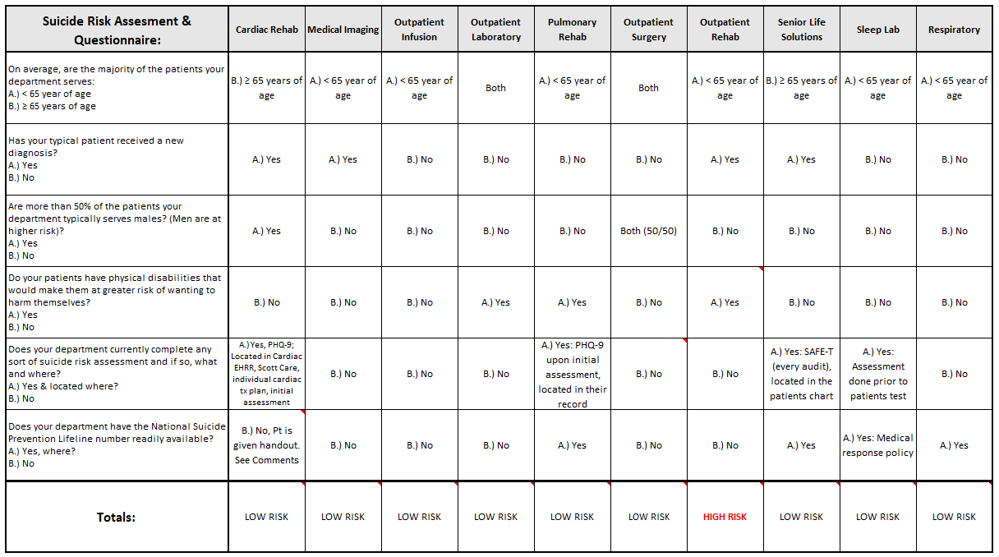 Suicide Risk Assesment &
Questionnaire:
Cardiac Rehab
Medical Imaging
Outpatient
Infusion
Outpatient
Laboratory
Pulmonary
Rehab
Outpatient
Surgery
Outpatient
Rehab
Senior Life
Solutions
Sleep Lab
Respiratory
On average, are the majority of the patients your
department serves:
A.) < 65 year of age
B.) ≥ 65 years of age
B.) ≥ 65 years of
age
A.) < 65 year of
age
A.) < 65 year of
age
Both
A.) < 65 year of
age
Both
A.) < 65 year of
age
B.) ≥ 65 years of
age
A.) < 65 year of
age
A.) < 65 year of
age
Has your typical patient received a new
diagnosis?
A.) Yes
B.) No
A.) Yes
A.) Yes
B.) No
B.) No
B.) No
B.) No
A.) Yes
A.) Yes
B.) No
B.) No
Are more than 50% of the patients your
department typically serves males? (Men are at
higher risk)?
A.) Yes
B.) No
A.) Yes
B.) No
B.) No
B.) No
B.) No
Both (50/50)
B.) No
B.) No
B.) No
B.) No
Do your patients have physical disabilities that
would make them at greater risk of wanting to
harm themselves?
A.) Yes
B.) No
B.) No
B.) No
B.) No
A.) Yes
A.) Yes
B.) No
A.) Yes
B.) No
B.) No
B.) No
Does your department currently complete any
sort of suicide risk assessment and if so, what
and where?
A.) Yes & located where?
B.) No
A.) Yes, PHQ-9;
Located in Cardiac
EHRR, Scott Care,
individual cardiac
tx plan, initial
assessment
B.) No
B.) No
B.) No
A.) Yes: PHQ-9
upon initial
assessment,
located in their
record
B.) No
B.) No
A.) Yes: SAFE-T
(every audit),
located in the
patients chart
A.) Yes:
Assessment
done prior to
patients test
B.) No
Does your department have the National Suicide
Prevention Lifeline number readily available?
A.) Yes, where?
B.) No
B.) No, Pt is
given handout.
See Comments
B.) No
B.) No
B.) No
A.) Yes
B.) No
B.) No
A.) Yes
A.) Yes: Medical
response policy
A.) Yes
Totals:
LOW RISK
LOW RISK
LOW RISK
LOW RISK
LOW RISK
LOW RISK
HIGH RISK
LOW RISK
LOW RISK
LOW RISK